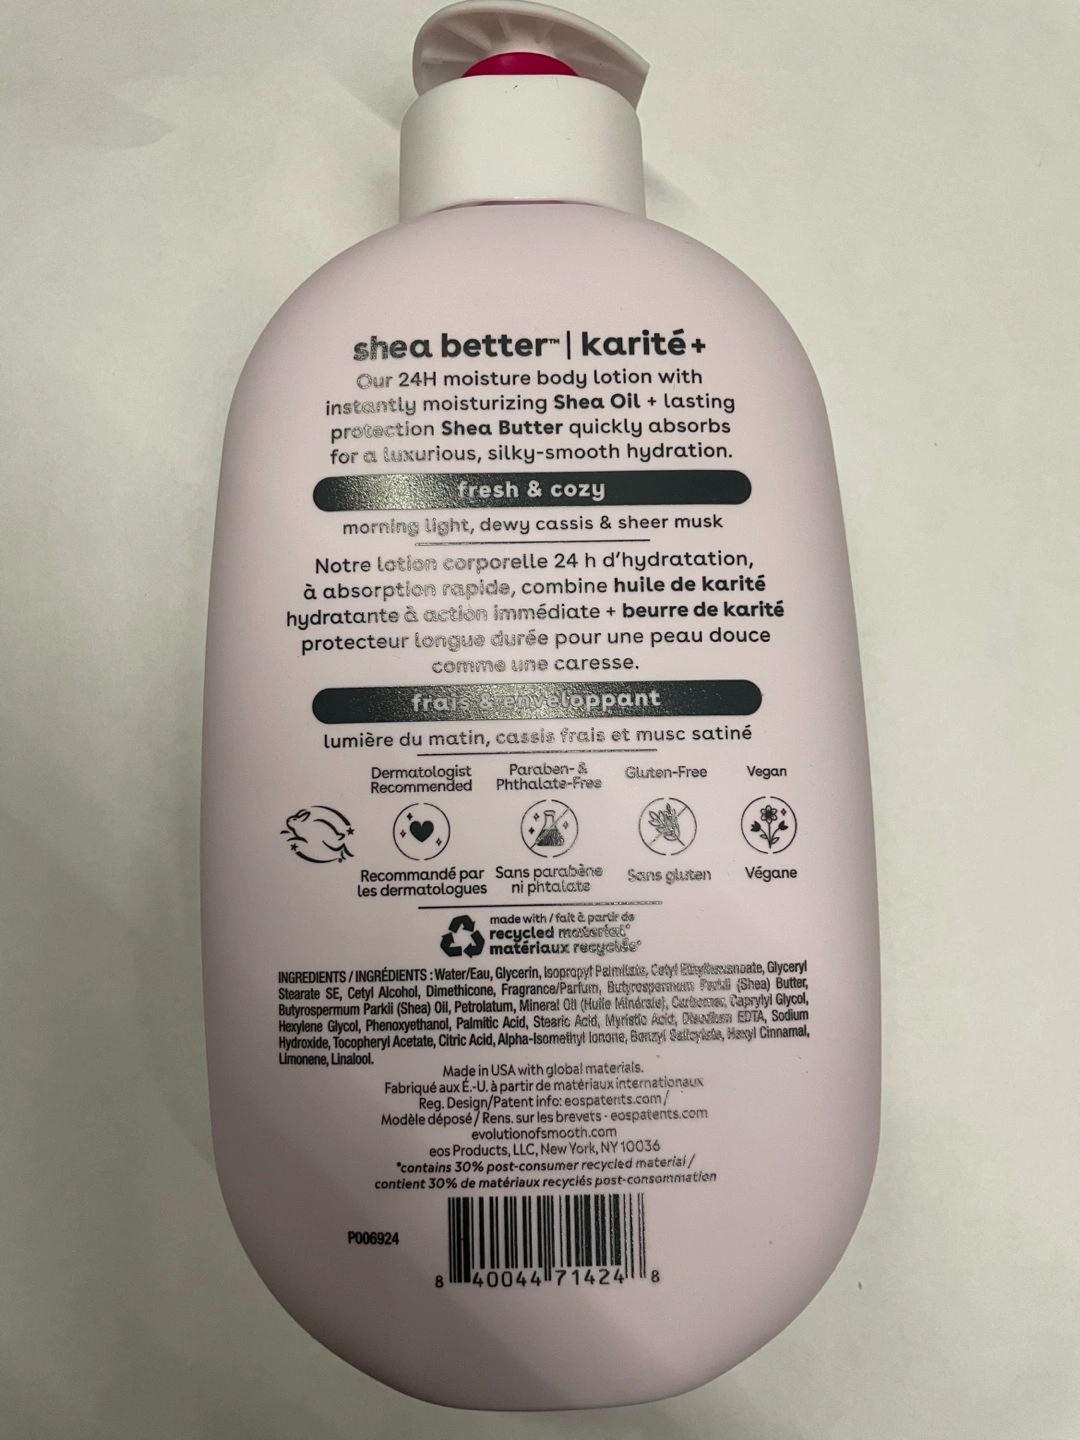 shea better™ | karité+
Our 24H moisture body lotion with
instantly moisturizing Shea Oil + lasting
protection Shea Butter quickly absorbs
for a luxurious, silky-smooth hydration.
fresh & cozy
morning light, dewy cassis & sheer musk
Notre lotion corporelle 24 h d’hydratation,
à absorption rapide, combine huile de karité
hydratante à action immédiate + beurre de karité
protecteur longue durée pour une peau douce
comme une caresse.
frais & enveloppant
lumière du matin, cassis frais et musc satiné
Dermatologist
Recommended
Paraben- &
Phthalate-Free
Gluten-Free
Vegan
Recommandé par
les dermatologues
Sans parabène
ni phtalate
Sans gluten
Végane
made with / fait à partir de
recycled material*
matériaux recyclés*
INGREDIENTS / INGRÉDIENTS : Water/Eau, Glycerin, Isopropyl Palmitate, Cetyl Ethylhexanoate, Glyceryl
Stearate SE, Cetyl Alcohol, Dimethicone, Fragrance/Parfum, Butyrospermum Parkii (Shea) Butter,
Butyrospermum Parkii (Shea) Oil, Petrolatum, Mineral Oil (Huile Minérale), Carbomer, Caprylyl Glycol,
Hexylene Glycol, Phenoxyethanol, Palmitic Acid, Stearic Acid, Myristic Acid, Disodium EDTA, Sodium
Hydroxide, Tocopheryl Acetate, Citric Acid, Alpha-Isomethyl Ionone, Benzyl Salicylate, Hexyl Cinnamal,
Limonene, Linalool.
Made in USA with global materials.
Fabriqué aux É.-U. à partir de matériaux internationaux
Reg. Design/Patent info: eospatents.com /
Modèle déposé / Rens. sur les brevets - eospatents.com
evolutionofsmooth.com
eos Products, LLC, New York, NY 10036
*contains 30% post-consumer recycled material /
contient 30% de matériaux recyclés post-consommation
P006924
8 40044 71424 8